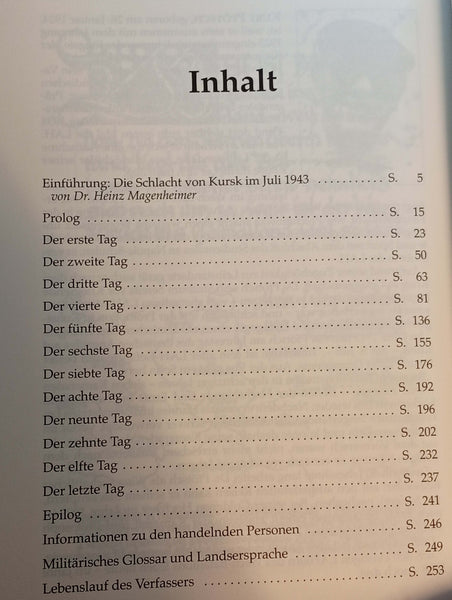 Inhalt
Einführung: Die Schlacht von Kursk im Juli 1943 ............ S. 5
von Dr. Heinz Magenheimer
Prolog ............ S. 15
Der erste Tag ............ S. 23
Der zweite Tag ............ S. 50
Der dritte Tag ............ S. 63
Der vierte Tag ............ S. 81
Der fünfte Tag ............ S. 136
Der sechste Tag ............ S. 155
Der siebte Tag ............ S. 176
Der achte Tag ............ S. 192
Der neunte Tag ............ S. 196
Der zehnte Tag ............ S. 202
Der elfte Tag ............ S. 232
Der letzte Tag ............ S. 237
Epilog ............ S. 241
Informationen zu den handelnden Personen ............ S. 246
Militärisches Glossar und Landsersprache ............ S. 249
Lebenslauf des Verfassers ............ S. 253